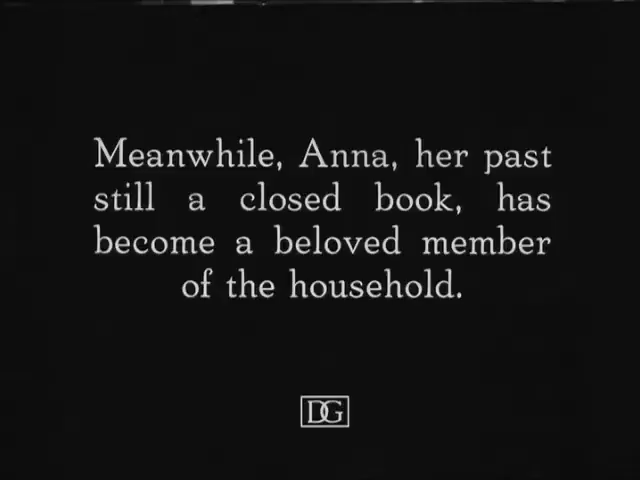 Meanwhile, Anna, her past
still a closed book, has
become a beloved member
of the household.
DG